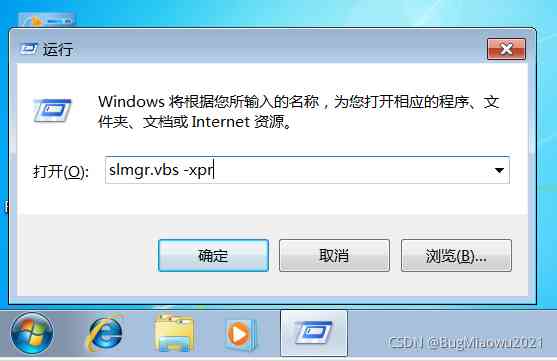 运行
Windows 将根据您所输入的名称，为您打开相应的程序、文
件夹、文档或 Internet 资源。
打开(O):
slmgr.vbs -xpr
确定
取消
浏览(B)...
CSDN @BugMiaowu2021